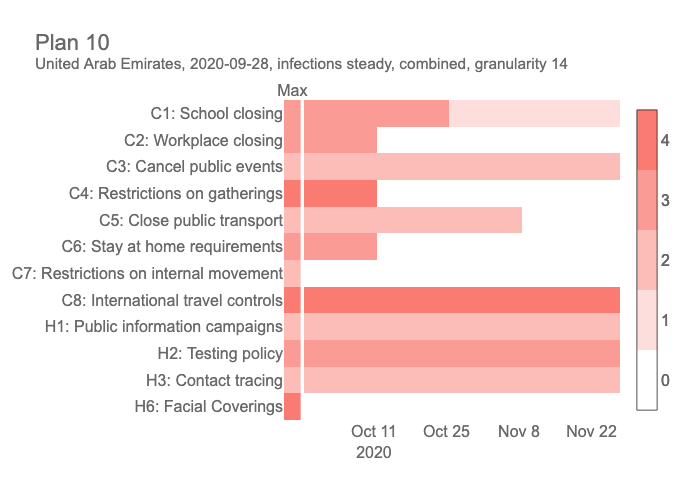 Plan 10
United Arab Emirates, 2020-09-28, infections steady, combined, granularity 14
Max
C1: School closing
C2: Workplace closing
C3: Cancel public events
C4: Restrictions on gatherings
C5: Close public transport
C6: Stay at home requirements
C7: Restrictions on internal movement
C8: International travel controls
H1: Public information campaigns
H2: Testing policy
H3: Contact tracing
H6: Facial Coverings
Oct 11 Oct 25 Nov 8 Nov 22
2020
4
3
2
1
0